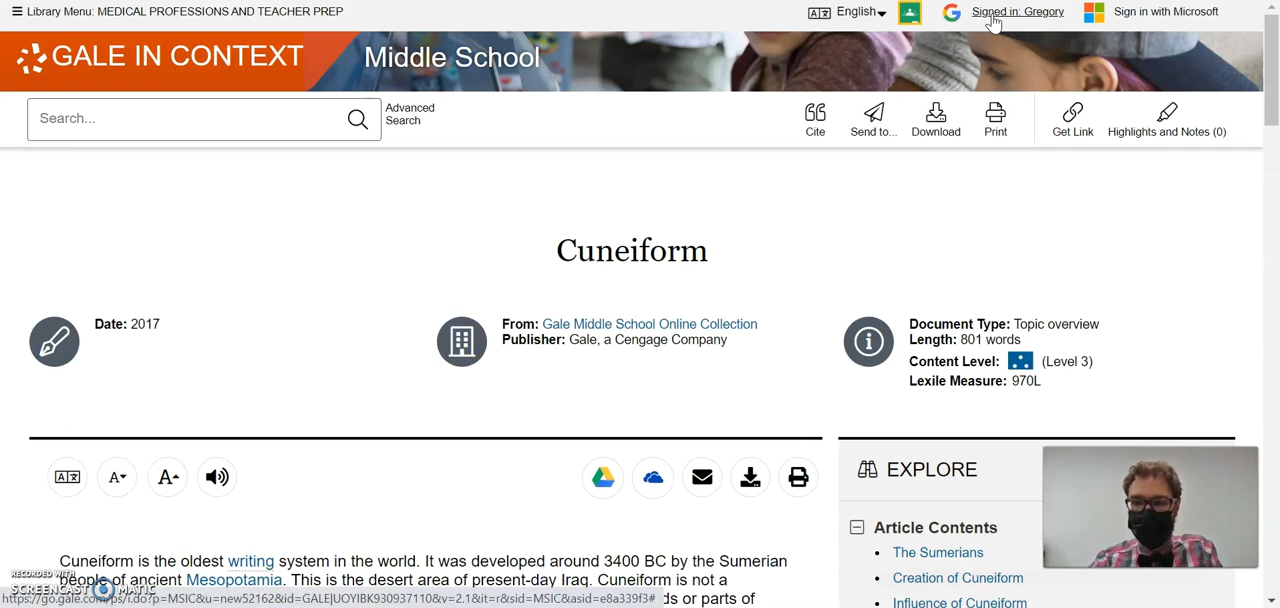 Library Menu: MEDICAL PROFESSIONS AND TEACHER PREP
English
Signed in: Gregory
Sign in with Microsoft
GALE IN CONTEXT
Middle School
Search...
Advanced
Search
Cite
Send to...
Download
Print
Get Link
Highlights and Notes (0)
Cuneiform
Date: 2017
From: Gale Middle School Online Collection
Publisher: Gale, a Cengage Company
Document Type: Topic overview
Length: 801 words
Content Level: (Level 3)
Lexile Measure: 970L
A
A
EXPLORE
Article Contents
The Sumerians
Creation of Cuneiform
Influence of Cuneiform
Cuneiform is the oldest writing system in the world. It was developed around 3400 BC by the Sumerian
people of ancient Mesopotamia. This is the desert area of present-day Iraq. Cuneiform is not a
ds or parts of
RECORDED WITH
SCREENCAST MATIC
https://go.gale.com/ps/i.do?p=MSIC&u=new52162&id=GALE|UOYIBK930937110&v=2.1&it=r&sid=MSIC&asid=e8a339f3#